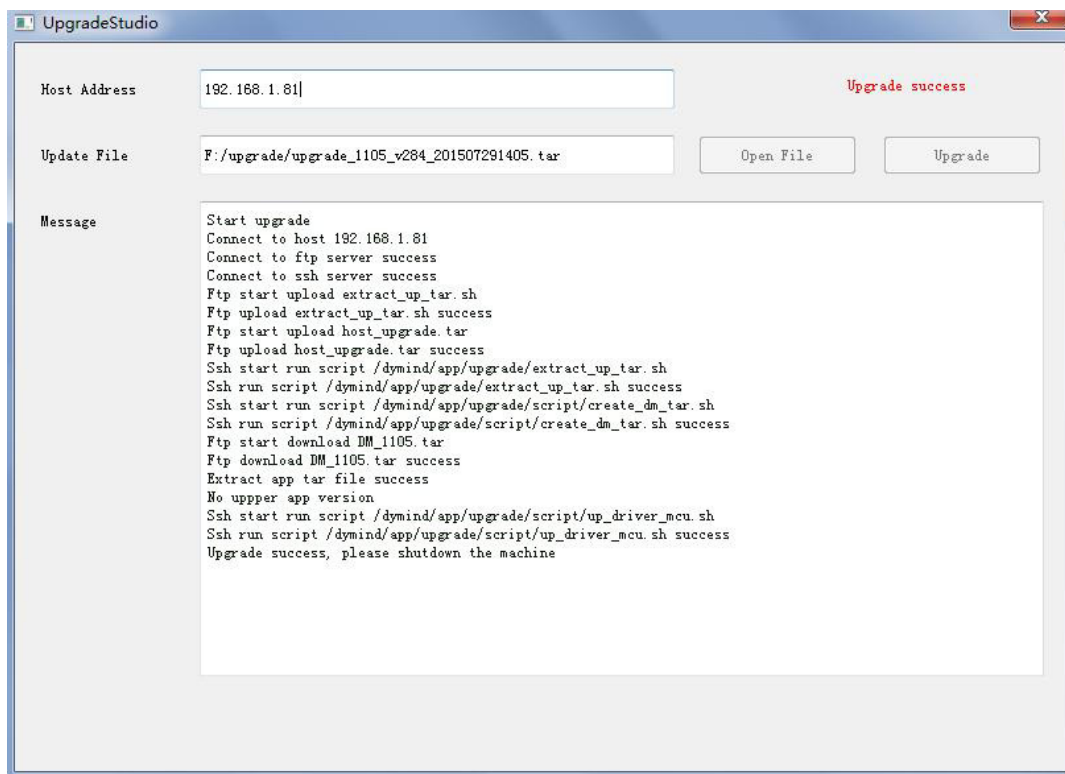 UpgradeStudio
Host Address
192.168.1.81
Upgrade success
Update File
F:/upgrade/upgrade_1105_v284_201507291405.tar
Open File
Upgrade
Message
Start upgrade
Connect to host 192.168.1.81
Connect to ftp server success
Connect to ssh server success
Ftp start upload extract_up_tar.sh
Ftp upload extract_up_tar.sh success
Ftp start upload host_upgrade.tar
Ftp upload host_upgrade.tar success
Ssh start run script /dymind/app/upgrade/extract_up_tar.sh
Ssh run script /dymind/app/upgrade/extract_up_tar.sh success
Ssh start run script /dymind/app/upgrade/script/create_dm_tar.sh
Ssh run script /dymind/app/upgrade/script/create_dm_tar.sh success
Ftp start download DM_1105.tar
Ftp download DM_1105.tar success
Extract app tar file success
No uppper app version
Ssh start run script /dymind/app/upgrade/script/up_driver_mcu.sh
Ssh run script /dymind/app/upgrade/script/up_driver_mcu.sh success
Upgrade success, please shutdown the machine